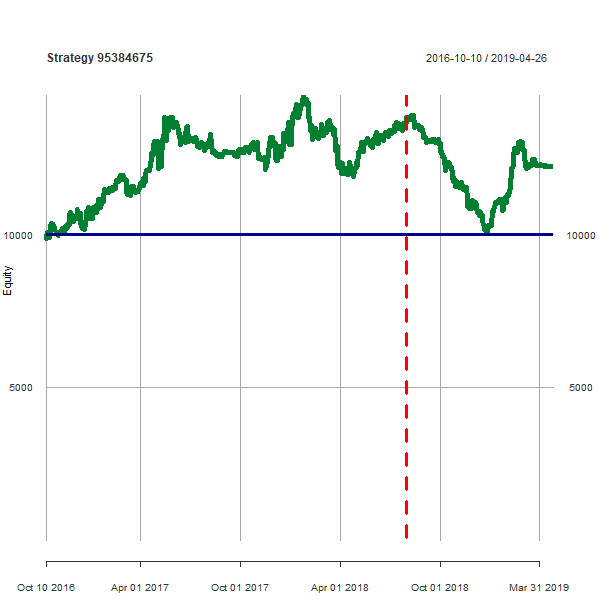 Strategy 95384675 2016-10-10 / 2019-04-26
10000 10000
Equity
5000 5000
Oct 10 2016 Apr 01 2017 Oct 01 2017 Apr 01 2018 Oct 01 2018 Mar 31 2019